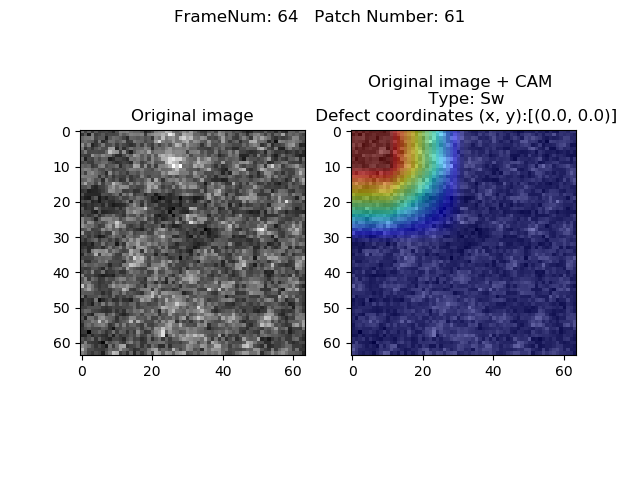 FrameNum: 64   Patch Number: 61
Original image
Original image + CAM
Type: Sw
Defect coordinates (x, y):[(0.0, 0.0)]
0
10
20
30
40
50
60
0 20 40 60
0
10
20
30
40
50
60
0 20 40 60